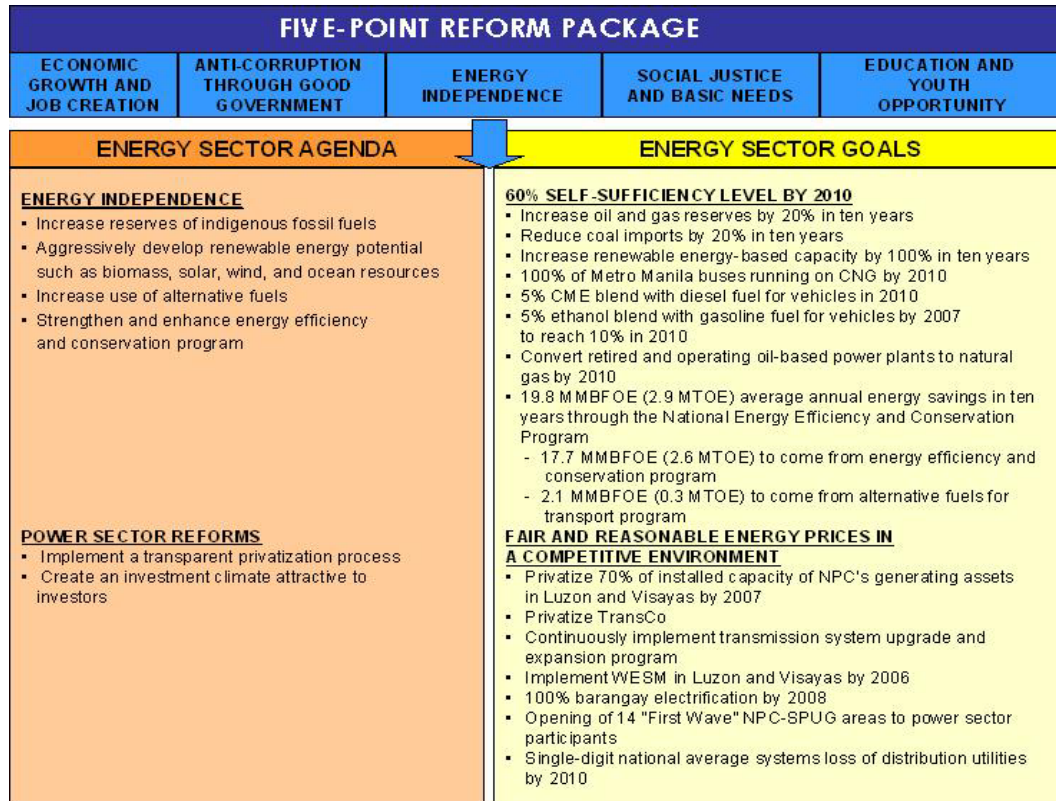 FIVE-POINT REFORM PACKAGE
ECONOMIC
GROWTH AND
JOB CREATION
ANTI-CORRUPTION
THROUGH GOOD
GOVERNMENT
ENERGY
INDEPENDENCE
SOCIAL JUSTICE
AND BASIC NEEDS
EDUCATION AND
YOUTH
OPPORTUNITY
ENERGY SECTOR AGENDA
ENERGY INDEPENDENCE
▪ Increase reserves of indigenous fossil fuels
▪ Aggressively develop renewable energy potential
such as biomass, solar, wind, and ocean resources
▪ Increase use of alternative fuels
▪ Strengthen and enhance energy efficiency
and conservation program
POWER SECTOR REFORMS
▪ Implement a transparent privatization process
▪ Create an investment climate attractive to
investors
ENERGY SECTOR GOALS
60% SELF-SUFFICIENCY LEVEL BY 2010
▪ Increase oil and gas reserves by 20% in ten years
▪ Reduce coal imports by 20% in ten years
▪ Increase renewable energy-based capacity by 100% in ten years
▪ 100% of Metro Manila buses running on CNG by 2010
▪ 5% CME blend with diesel fuel for vehicles in 2010
▪ 5% ethanol blend with gasoline fuel for vehicles by 2007
to reach 10% in 2010
▪ Convert retired and operating oil-based power plants to natural
gas by 2010
▪ 19.8 MMBFOE (2.9 MTOE) average annual energy savings in ten
years through the National Energy Efficiency and Conservation
Program
- 17.7 MMBFOE (2.6 MTOE) to come from energy efficiency and
conservation program
- 2.1 MMBFOE (0.3 MTOE) to come from alternative fuels for
transport program
FAIR AND REASONABLE ENERGY PRICES IN
A COMPETITIVE ENVIRONMENT
▪ Privatize 70% of installed capacity of NPC's generating assets
in Luzon and Visayas by 2007
▪ Privatize TransCo
▪ Continuously implement transmission system upgrade and
expansion program
▪ Implement WESM in Luzon and Visayas by 2006
▪ 100% barangay electrification by 2008
▪ Opening of 14 "First Wave" NPC-SPUG areas to power sector
participants
▪ Single-digit national average systems loss of distribution utilities
by 2010